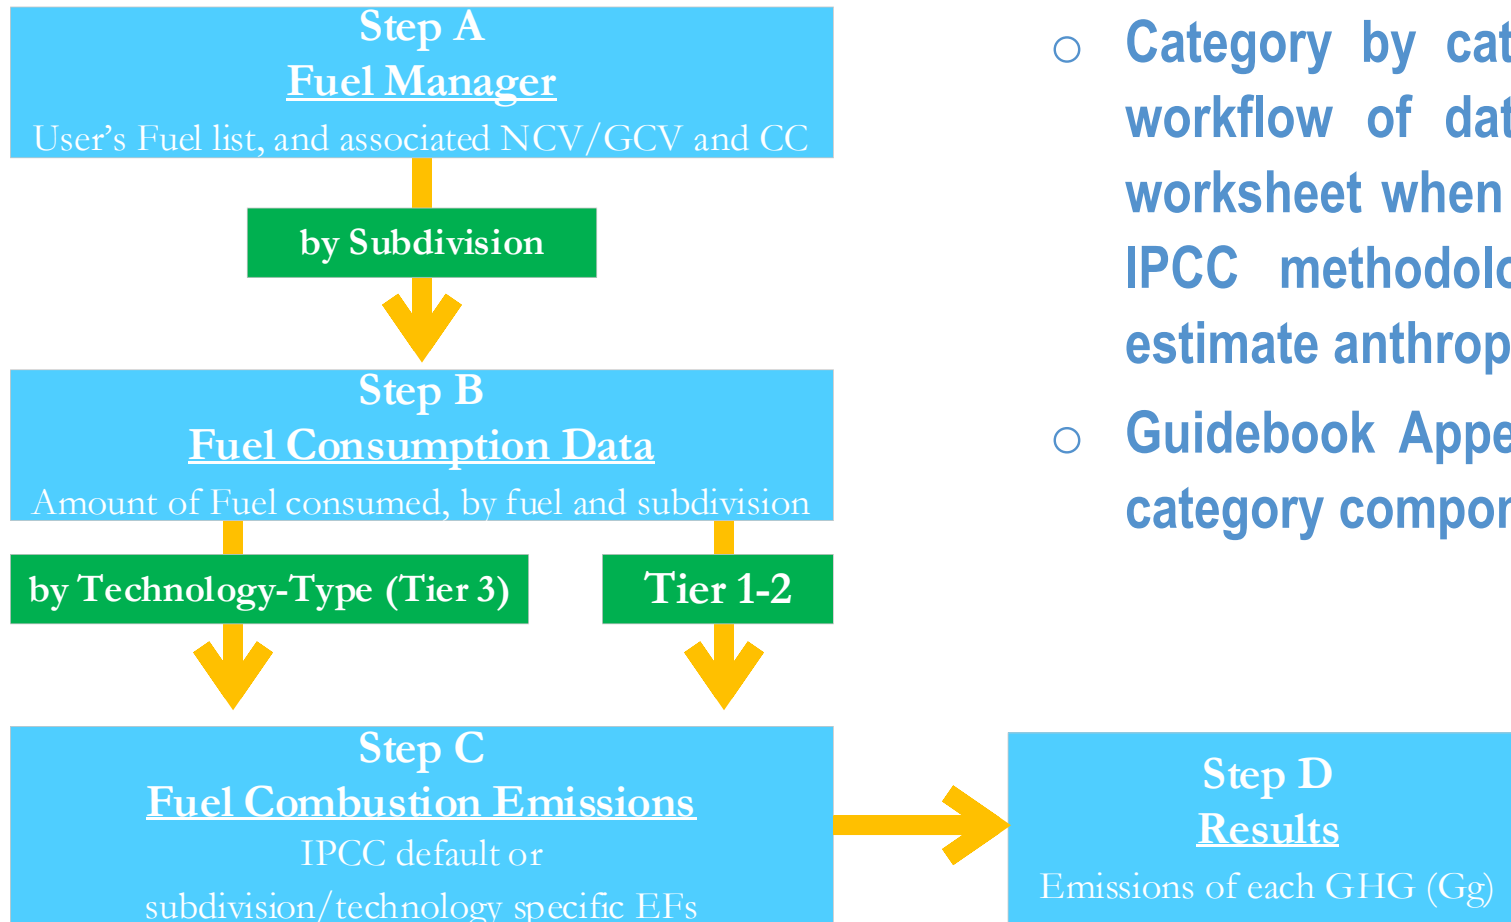 Step A
Fuel Manager
User's Fuel list, and associated NCV/GCV and CC
by Subdivision
Step B
Fuel Consumption Data
Amount of Fuel consumed, by fuel and subdivision
by Technology-Type (Tier 3)
Tier 1-2
Step C
Fuel Combustion Emissions
IPCC default or
subdivision/technology specific EFs
Step D
Results
Emissions of each GHG (Gg)
○ Category by
workflow of
worksheet when
IPCC
estimate
○ Guidebook
category